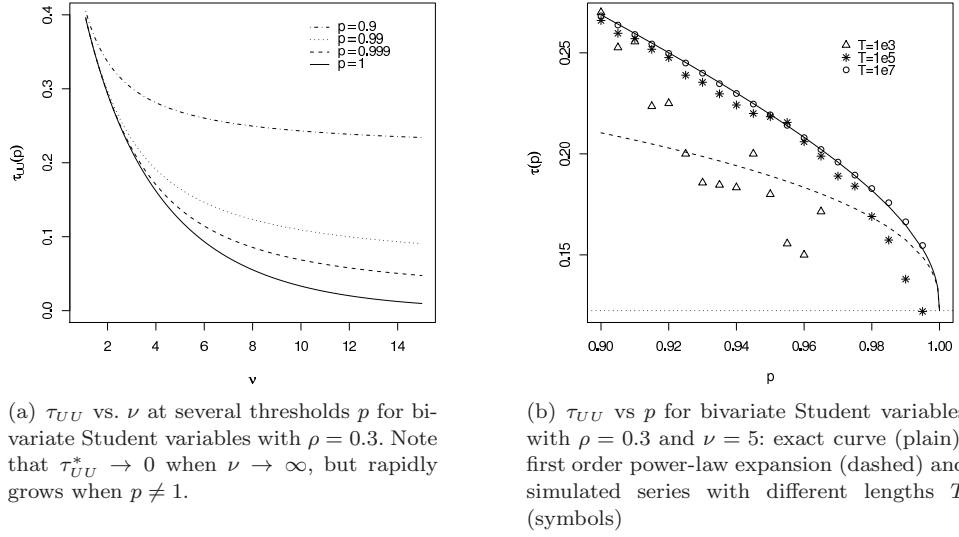 0.4
0.3
0.2
0.1
0.0
τUU(p)
p=0.9
p=0.99
p=0.999
p=1
2 4 6 8 10 12 14
ν
0.25
0.20
0.15
τ(p)
T=1e3
T=1e5
T=1e7
0.90 0.92 0.94 0.96 0.98 1.00
p
(a) τUU vs. ν at several thresholds p for bi-
variate Student variables with ρ = 0.3. Note
that τ*UU → 0 when ν → ∞, but rapidly
grows when p ≠ 1.
(b) τUU vs p for bivariate Student variables
with ρ = 0.3 and ν = 5: exact curve (plain)
first order power-law expansion (dashed) and
simulated series with different lengths T
(symbols)